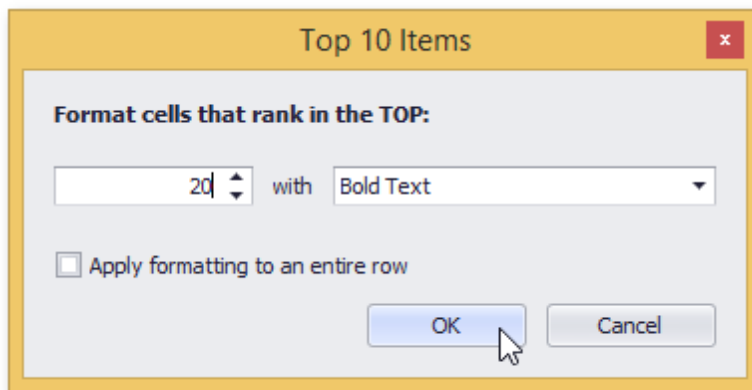 Top 10 Items
x
Format cells that rank in the TOP:
20 with Bold Text
Apply formatting to an entire row
OK Cancel